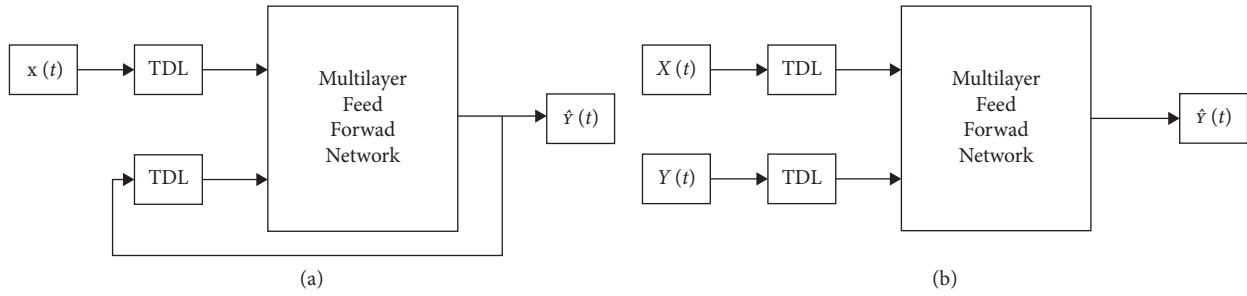 x (t)
TDL
TDL
Multilayer
Feed
Forwad
Network
Ŷ (t)
(a)
X (t)
Y (t)
TDL
TDL
Multilayer
Feed
Forwad
Network
Ŷ (t)
(b)